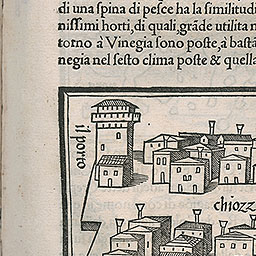 di una spina di pesce ha la similitudi
nissimi horti, di quali grãde utilita n
torno à Vinegia sono poste, à bastã
negia nel sesto clima poste & quella
il porto
chiozz